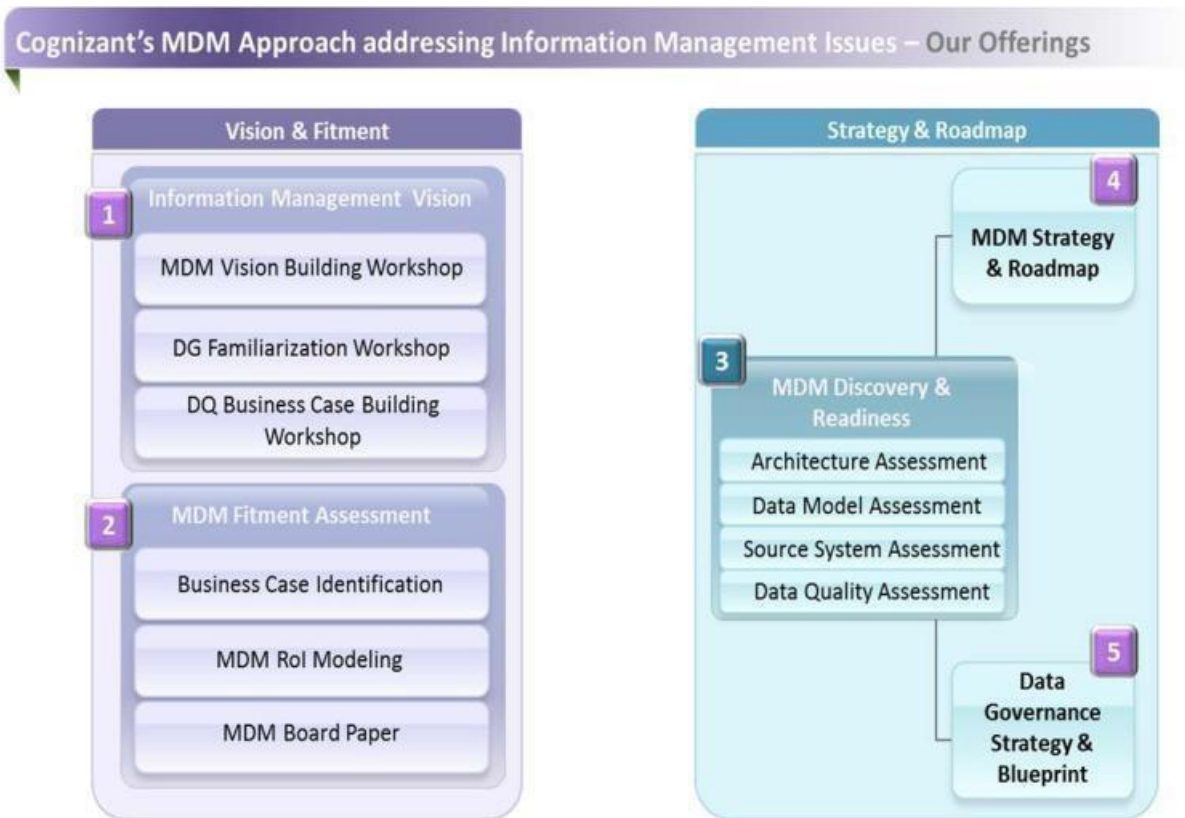 Cognizant's MDM Approach addressing Information Management Issues – Our Offerings
Vision & Fitment
1
Information Management Vision
MDM Vision Building Workshop
DG Familiarization Workshop
DQ Business Case Building
Workshop
2
MDM Fitment Assessment
Business Case Identification
MDM RoI Modeling
MDM Board Paper
Strategy & Roadmap
4
MDM Strategy
& Roadmap
3
MDM Discovery &
Readiness
Architecture Assessment
Data Model Assessment
Source System Assessment
Data Quality Assessment
5
Data
Governance
Strategy &
Blueprint